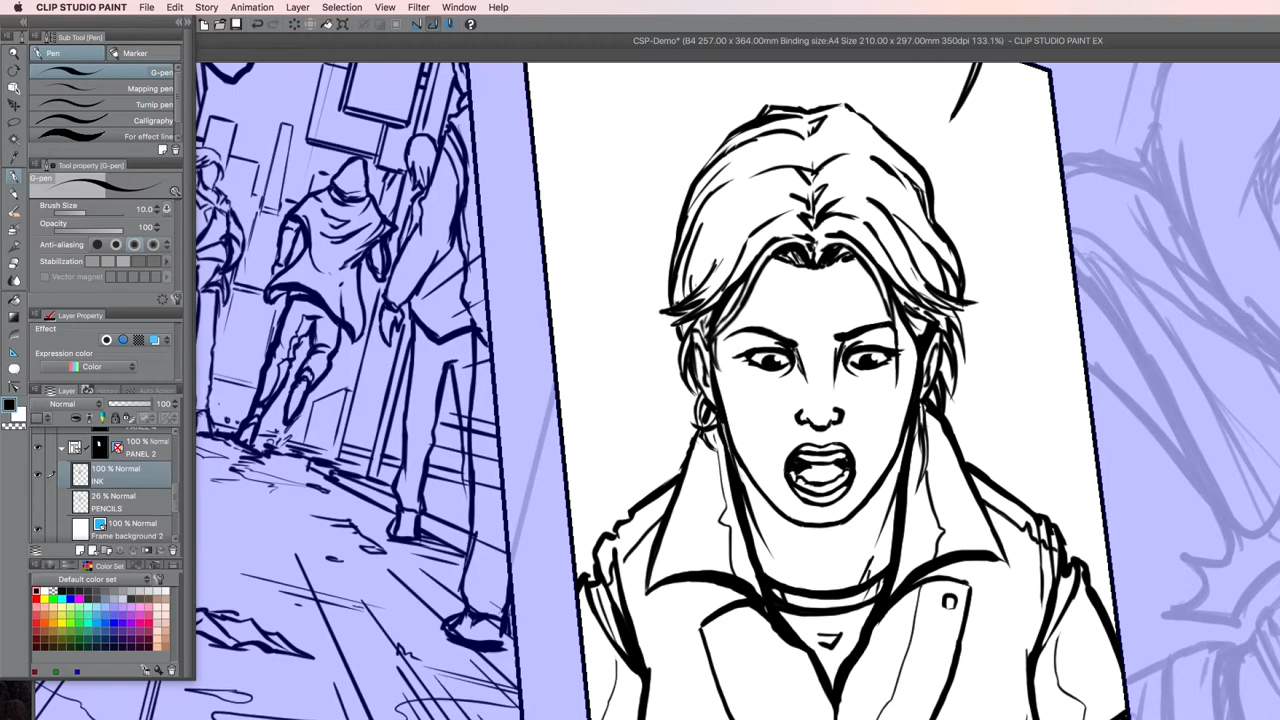 CLIP STUDIO PAINT File Edit Story Animation Layer Selection View Filter Window Help
CSP-Demo* (B4 257.00 x 364.00mm Binding size:A4 Size 210.00 x 297.00mm 350dpi 133.1%) - CLIP STUDIO PAINT EX
Sub Tool [Pen]
Pen Marker
G-pen
Mapping pen
Turnip pen
Calligraphy
For effect line
Tool property [G-pen]
G-pen
Brush Size 10.0
Opacity 100
Anti-aliasing
Stabilization
Vector magnet
Layer Property
Effect
Expression color
Color
Layer History Auto Action
Normal 100
100 % Normal
PANEL 2
100 % Normal
INK
26 % Normal
PENCILS
100 % Normal
Frame background 2
Color Set
Default color set